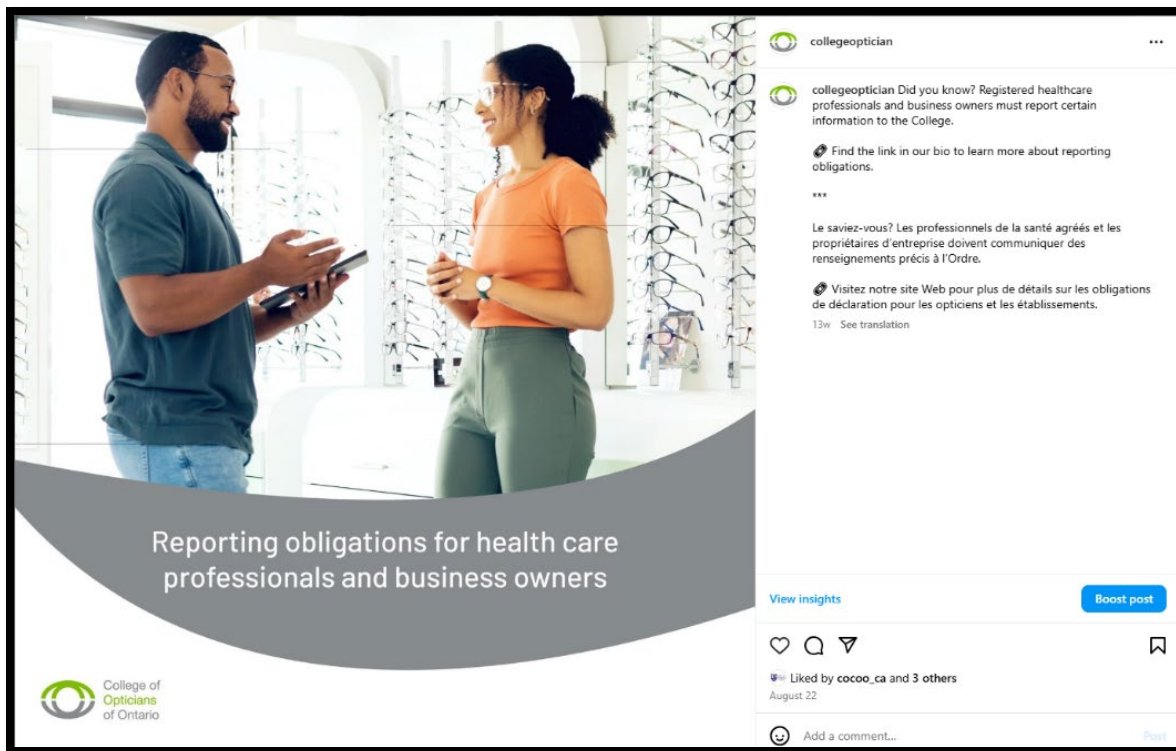 Reporting obligations for health care
professionals and business owners
College of
Opticians
of Ontario
collegeoptician
collegeoptician Did you know? Registered healthcare
professionals and business owners must report certain
information to the College.
Find the link in our bio to learn more about reporting
obligations.
***
Le saviez-vous? Les professionnels de la santé agréés et les
propriétaires d'entreprise doivent communiquer des
renseignements précis à l'Ordre.
Visitez notre site Web pour plus de détails sur les obligations
de déclaration pour les opticiens et les établissements.
13w See translation
View insights
Boost post
Liked by cocoo_ca and 3 others
August 22
Add a comment...
Post